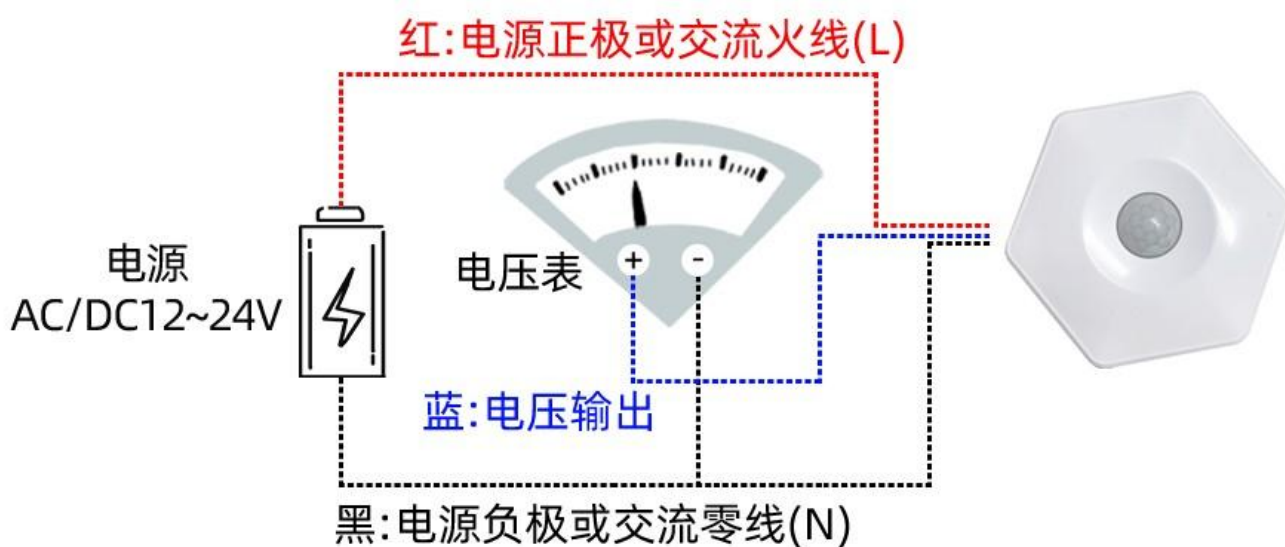 红:电源正极或交流火线(L)
电源
AC/DC12~24V
电压表
+ -
蓝:电压输出
黑:电源负极或交流零线(N)